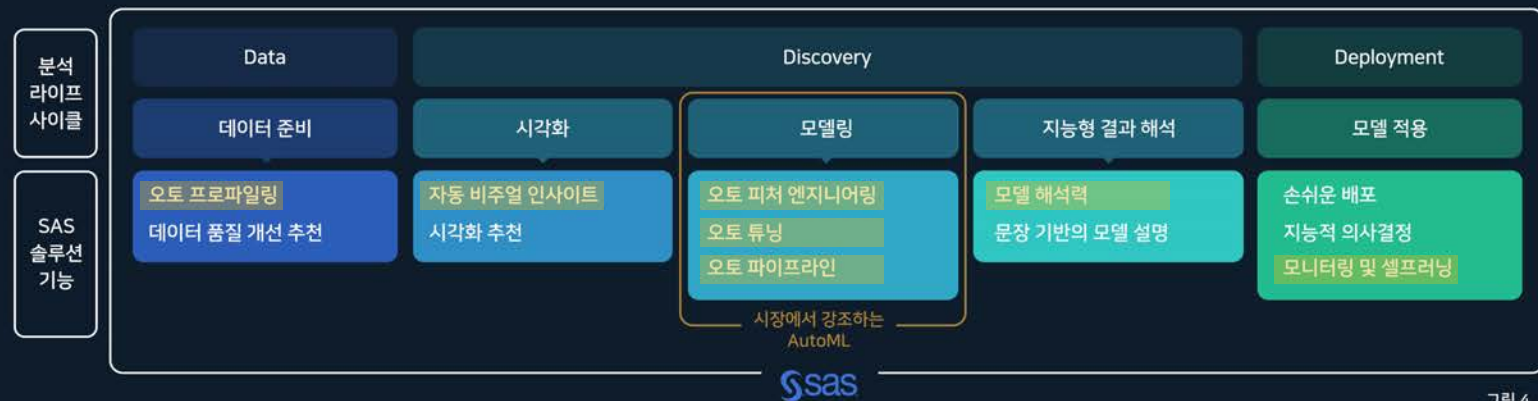 분석
라이프
사이클
Data
Discovery
Deployment
데이터 준비
시각화
모델링
지능형 결과 해석
모델 적용
SAS
솔루션
기능
오토 프로파일링
데이터 품질 개선 추천
자동 비주얼 인사이트
시각화 추천
오토 피처 엔지니어링
오토 튜닝
오토 파이프라인
모델 해석력
문장 기반의 모델 설명
손쉬운 배포
지능적 의사결정
모니터링 및 셀프러닝
시장에서 강조하는
AutoML
sas